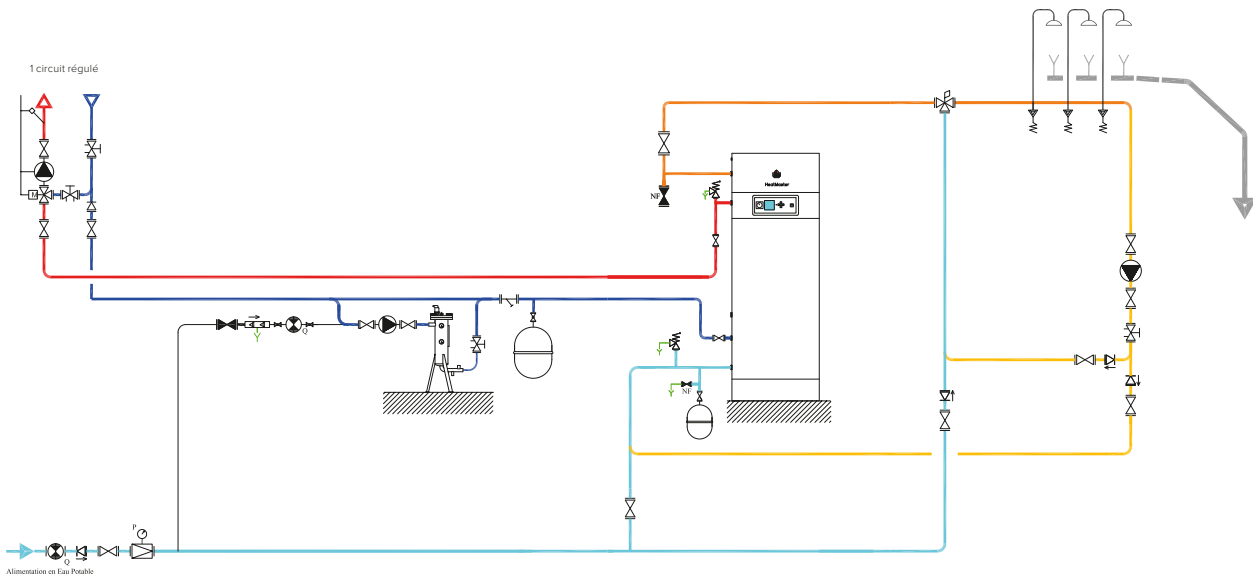 1 circuit régulé
M
NF
HeatMaster
Q
NF
P
Q
Alimentation en Eau Potable